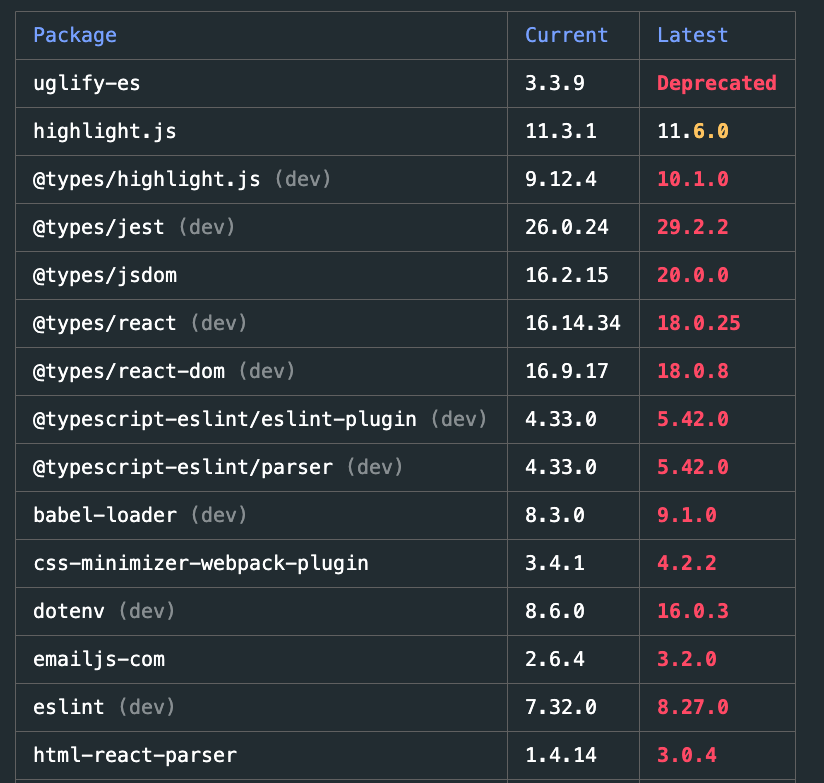 Package Current Latest
uglify-es 3.3.9 Deprecated
highlight.js 11.3.1 11.6.0
@types/highlight.js (dev) 9.12.4 10.1.0
@types/jest (dev) 26.0.24 29.2.2
@types/jsdom 16.2.15 20.0.0
@types/react (dev) 16.14.34 18.0.25
@types/react-dom (dev) 16.9.17 18.0.8
@typescript-eslint/eslint-plugin (dev) 4.33.0 5.42.0
@typescript-eslint/parser (dev) 4.33.0 5.42.0
babel-loader (dev) 8.3.0 9.1.0
css-minimizer-webpack-plugin 3.4.1 4.2.2
dotenv (dev) 8.6.0 16.0.3
emailjs-com 2.6.4 3.2.0
eslint (dev) 7.32.0 8.27.0
html-react-parser 1.4.14 3.0.4